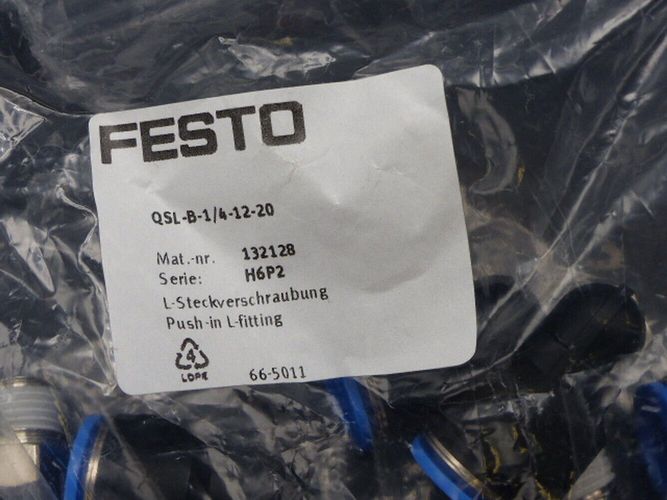 FESTO
QSL-B-1/4-12-20
Mat.-nr. 132128
Serie: H6P2
L-Steckverschraubung
Push-in L-fitting
4
LDPE
66-5011